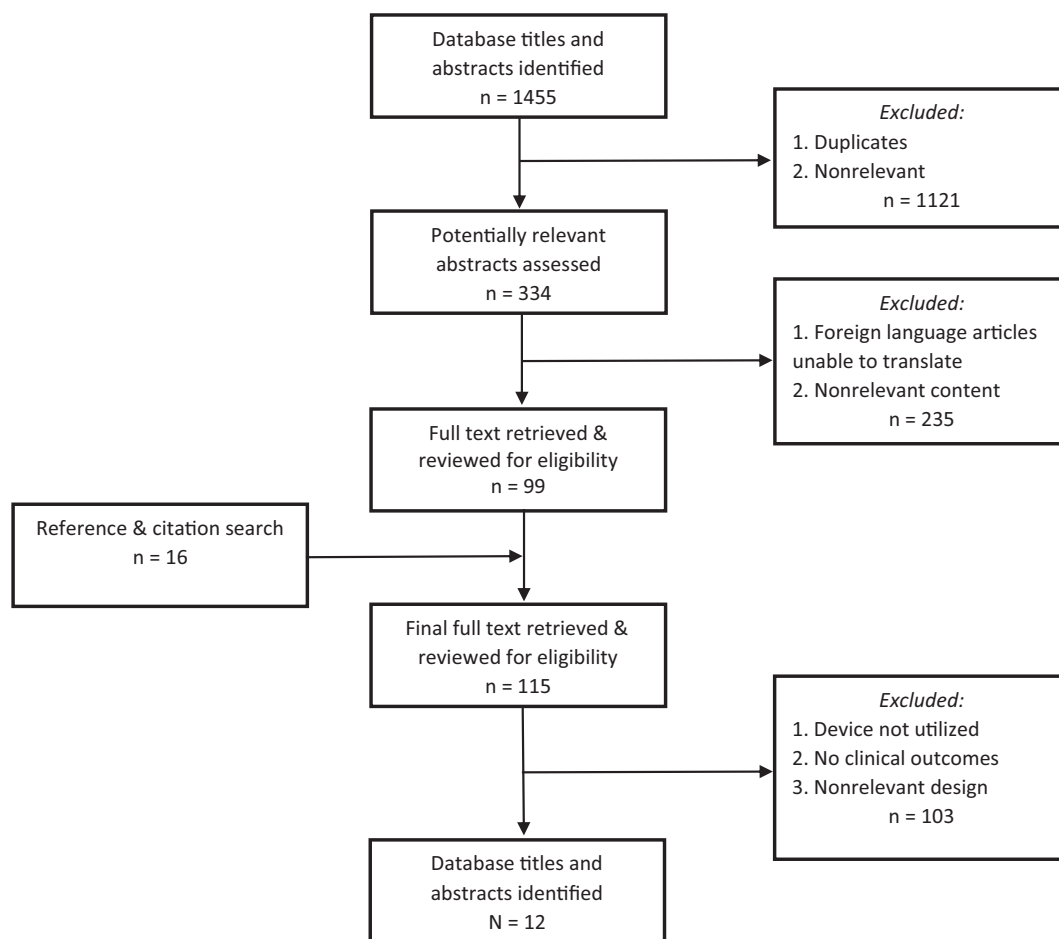 Database titles and
abstracts identified
n = 1455
Excluded:
1. Duplicates
2. Nonrelevant
n = 1121
Potentially relevant
abstracts assessed
n = 334
Excluded:
1. Foreign language articles
unable to translate
2. Nonrelevant content
n = 235
Full text retrieved &
reviewed for eligibility
n = 99
Reference & citation search
n = 16
Final full text retrieved &
reviewed for eligibility
n = 115
Excluded:
1. Device not utilized
2. No clinical outcomes
3. Nonrelevant design
n = 103
Database titles and
abstracts identified
N = 12